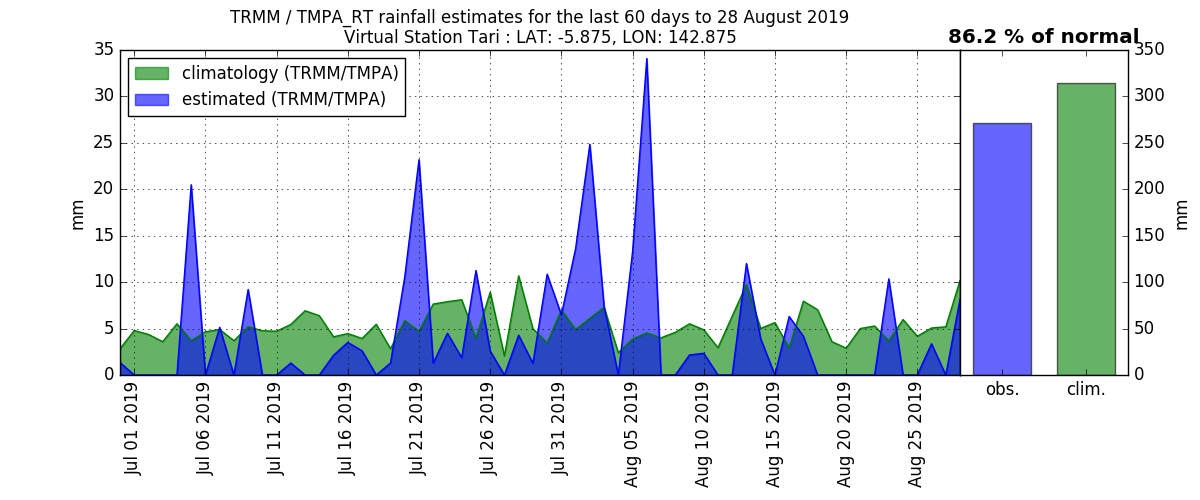 TRMM / TMPA_RT rainfall estimates for the last 60 days to 28 August 2019
Virtual Station Tari : LAT: -5.875, LON: 142.875
86.2 % of normal
climatology (TRMM/TMPA)
estimated (TRMM/TMPA)
35
30
25
20
15
10
5
0
mm
Jul 01 2019
Jul 06 2019
Jul 11 2019
Jul 16 2019
Jul 21 2019
Jul 26 2019
Jul 31 2019
Aug 05 2019
Aug 10 2019
Aug 15 2019
Aug 20 2019
Aug 25 2019
350
300
250
200
150
100
50
0
mm
obs.
clim.